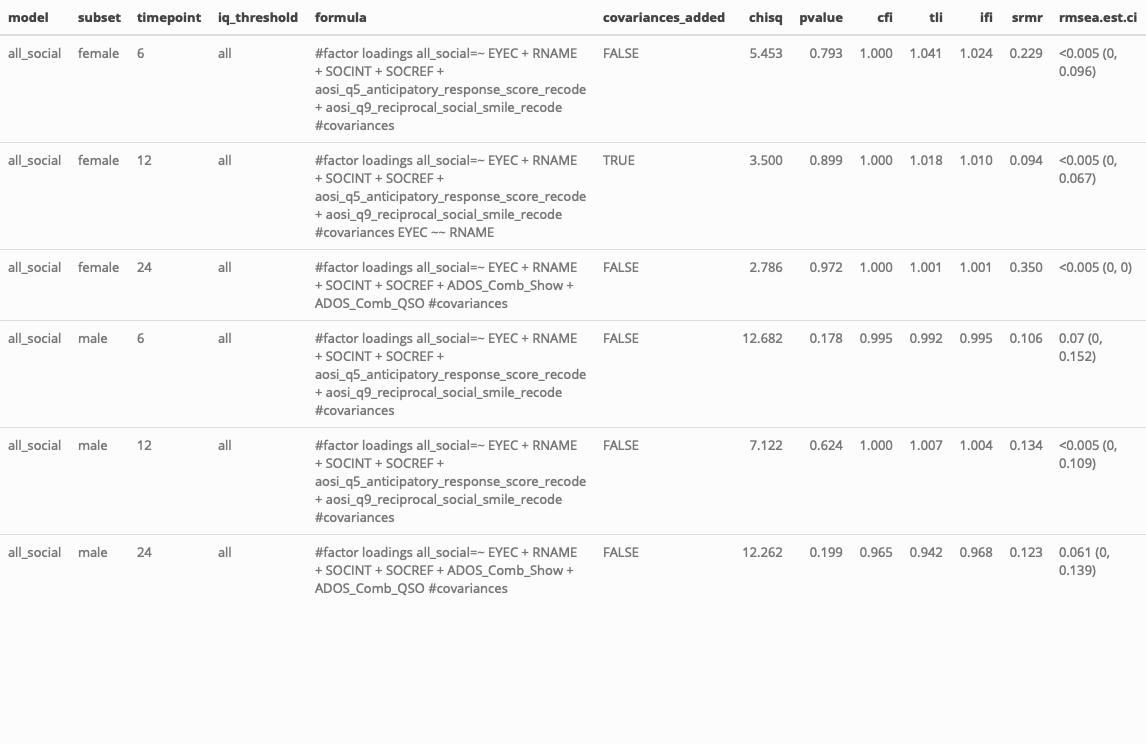 model subset timepoint iq_threshold formula covariances_added chisq pvalue cfi tli ifi srmr rmsea.est.ci
all_social female 6 all #factor loadings all_social=~ EYEC + RNAME FALSE 5.453 0.793 1.000 1.041 1.024 0.229 <0.005 (0,
+ SOCINT + SOCREF + 0.096)
aosi_q5_anticipatory_response_score_recode
+ aosi_q9_reciprocal_social_smile_recode
#covariances
all_social female 12 all #factor loadings all_social=~ EYEC + RNAME TRUE 3.500 0.899 1.000 1.018 1.010 0.094 <0.005 (0,
+ SOCINT + SOCREF + 0.067)
aosi_q5_anticipatory_response_score_recode
+ aosi_q9_reciprocal_social_smile_recode
#covariances EYEC ~~ RNAME
all_social female 24 all #factor loadings all_social=~ EYEC + RNAME FALSE 2.786 0.972 1.000 1.001 1.001 0.350 <0.005 (0, 0)
+ SOCINT + SOCREF + ADOS_Comb_Show +
ADOS_Comb_QSO #covariances
all_social male 6 all #factor loadings all_social=~ EYEC + RNAME FALSE 12.682 0.178 0.995 0.992 0.995 0.106 0.07 (0,
+ SOCINT + SOCREF + 0.152)
aosi_q5_anticipatory_response_score_recode
+ aosi_q9_reciprocal_social_smile_recode
#covariances
all_social male 12 all #factor loadings all_social=~ EYEC + RNAME FALSE 7.122 0.624 1.000 1.007 1.004 0.134 <0.005 (0,
+ SOCINT + SOCREF + 0.109)
aosi_q5_anticipatory_response_score_recode
+ aosi_q9_reciprocal_social_smile_recode
#covariances
all_social male 24 all #factor loadings all_social=~ EYEC + RNAME FALSE 12.262 0.199 0.965 0.942 0.968 0.123 0.061 (0,
+ SOCINT + SOCREF + ADOS_Comb_Show + 0.139)
ADOS_Comb_QSO #covariances